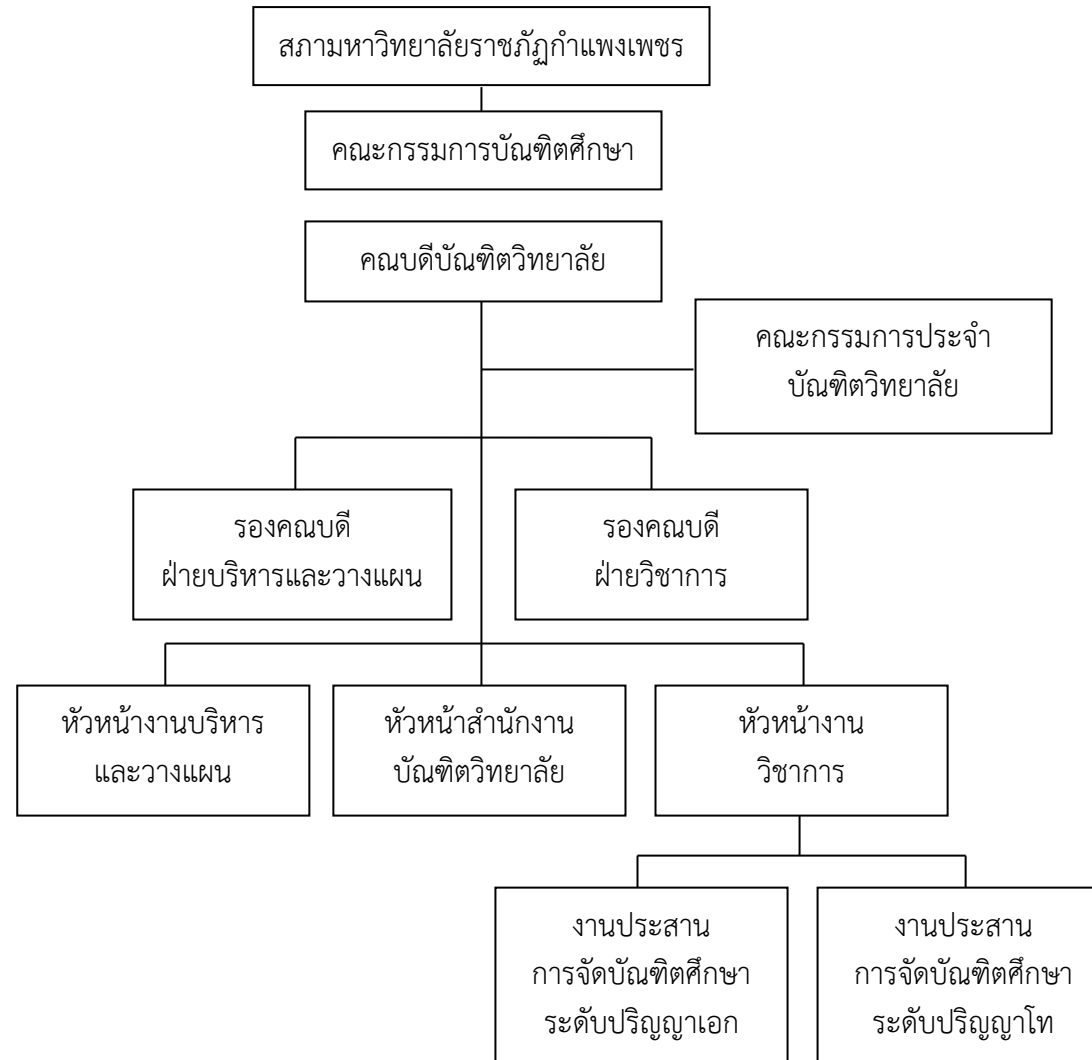 สภามหาวิทยาลัยราชภัฏกำแพงเพชร
คณะกรรมการบัณฑิตศึกษา
คณบดีบัณฑิตวิทยาลัย
คณะกรรมการประจำ
บัณฑิตวิทยาลัย
รองคณบดี
ฝ่ายบริหารและวางแผน
รองคณบดี
ฝ่ายวิชาการ
หัวหน้างานบริหาร
และวางแผน
หัวหน้าสำนักงาน
บัณฑิตวิทยาลัย
หัวหน้างาน
วิชาการ
งานประสาน
การจัดบัณฑิตศึกษา
ระดับปริญญาเอก
งานประสาน
การจัดบัณฑิตศึกษา
ระดับปริญญาโท